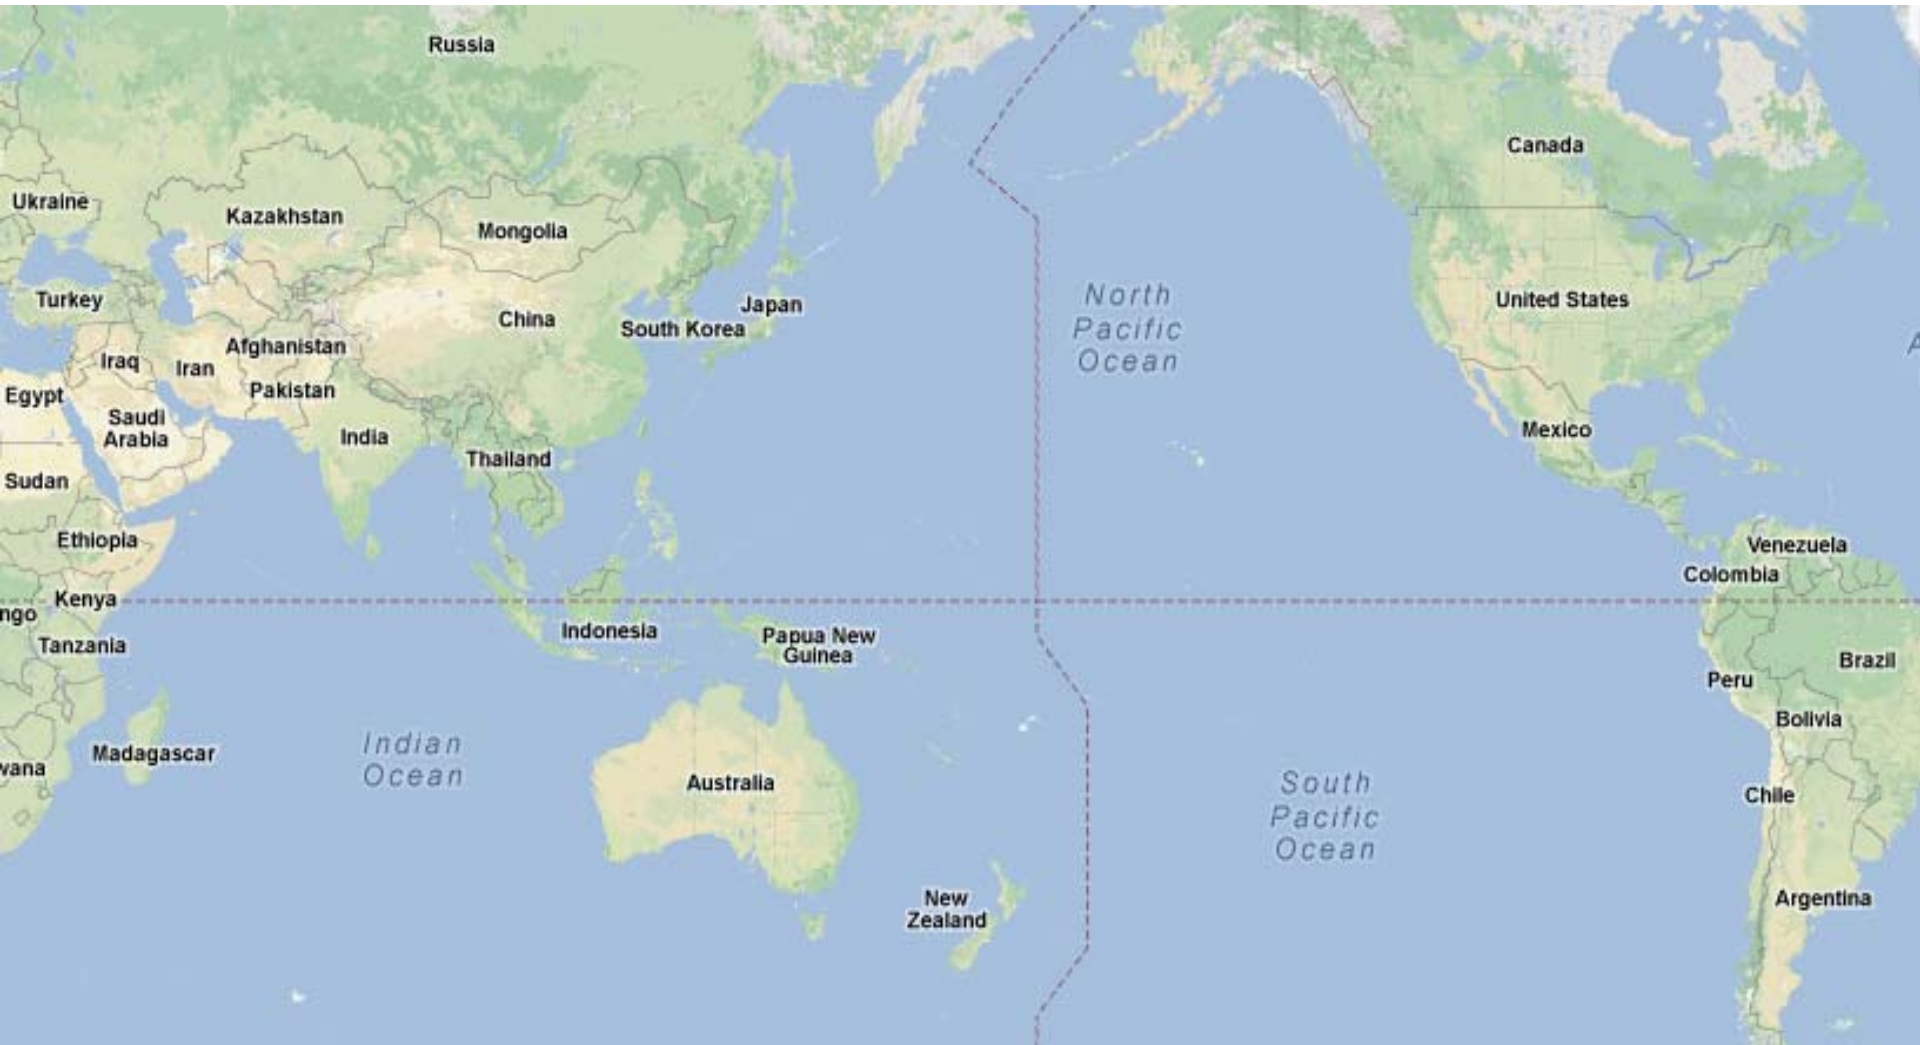 Russia
Canada
Ukraine
Kazakhstan
Mongolia
Turkey
North
Pacific
Ocean
United States
Japan
China
South Korea
Afghanistan
Iraq
Iran
Pakistan
Egypt
Saudi
Arabia
India
Mexico
Thailand
Sudan
Ethiopia
Venezuela
Colombia
Kenya
ngo
Indonesia
Papua New
Guinea
Tanzania
Brazil
Peru
Bolivia
Indian
Ocean
Madagascar
wana
Australia
South
Pacific
Ocean
Chile
New
Zealand
Argentina